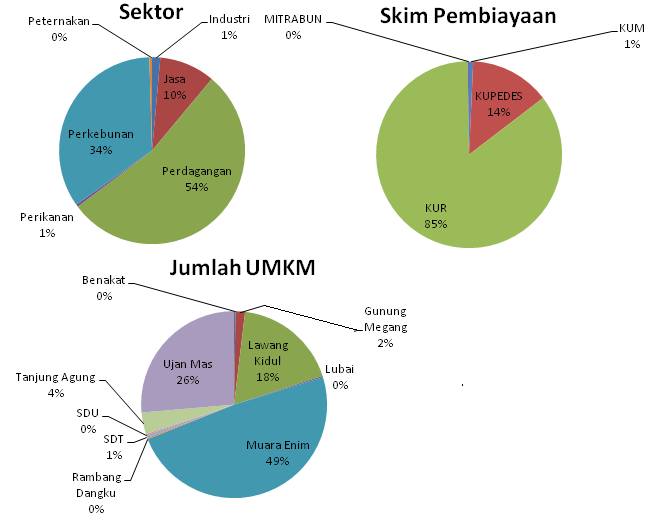 Sektor
Peternakan
0%
Industri
1%
Jasa
10%
Perkebunan
34%
Perdagangan
54%
Perikanan
1%
Skim Pembiayaan
MITRABUN
0%
KUM
1%
KUPEDES
14%
KUR
85%
Jumlah UMKM
Benakat
0%
Gunung
Megang
2%
Lawang
Kidul
18%
Lubai
0%
Ujan Mas
26%
Tanjung Agung
4%
SDU
0%
SDT
1%
Muara Enim
49%
Rambang
Dangku
0%